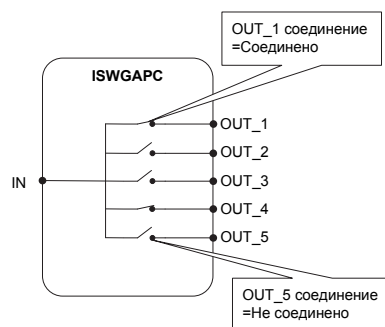 OUT_1 соединение
=Соединено
ISWGAPC
OUT_1
OUT_2
IN
OUT_3
OUT_4
OUT_5
OUT_5 соединение
=Не соединено